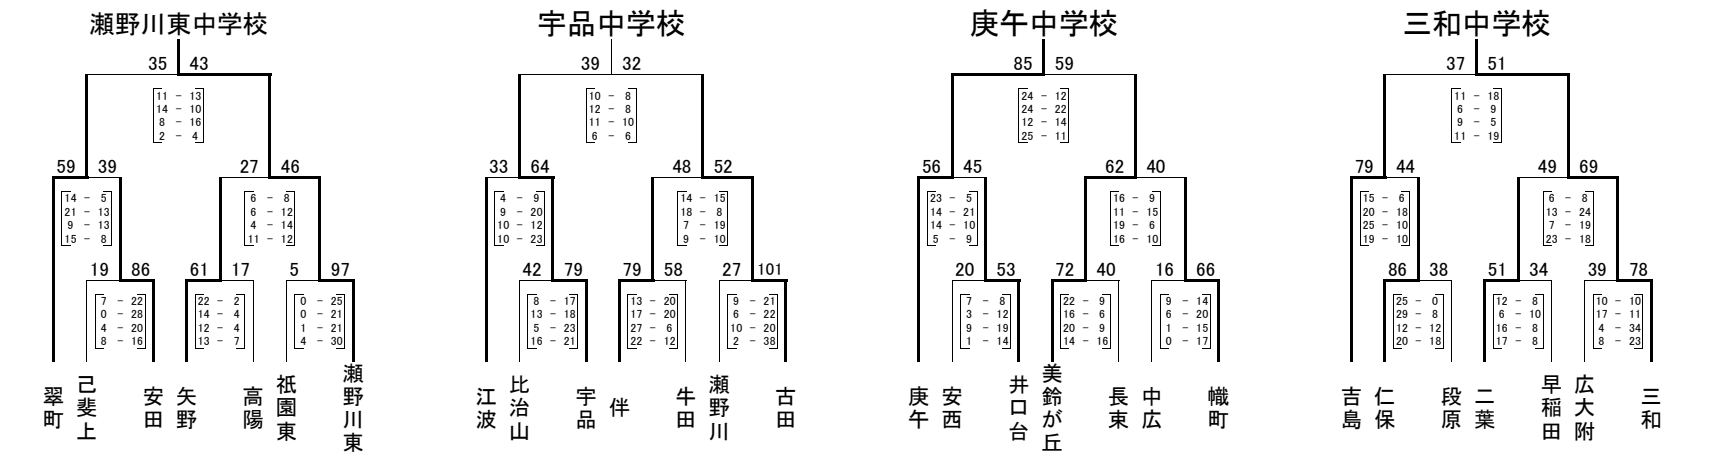 瀬野川東中学校 宇品中学校 庚午中学校 三和中学校
35 43 39 32 85 59 37 51
11 - 13 10 - 8 24 - 12 11 - 18
14 - 10 12 - 8 24 - 22 6 - 9
8 - 16 11 - 10 12 - 14 9 - 5
2 - 4 6 - 6 25 - 11 11 - 19
59 39 27 46 33 64 48 52 56 45 62 40 79 44 49 69
14 - 5 6 - 8 4 - 9 14 - 15 23 - 5 16 - 9 15 - 6 6 - 8
21 - 13 6 - 12 9 - 20 18 - 8 14 - 21 11 - 15 20 - 18 13 - 24
9 - 13 4 - 14 10 - 12 7 - 19 14 - 10 19 - 6 25 - 10 7 - 19
15 - 8 11 - 12 10 - 23 9 - 10 5 - 9 16 - 10 19 - 10 23 - 18
19 86 61 17 5 97 42 79 79 58 27 101 20 53 72 40 16 66 86 38 51 34 39 78
7 - 22 22 - 2 0 - 25 8 - 17 13 - 20 9 - 21 7 - 8 22 - 9 9 - 14 25 - 0 12 - 8 10 - 10
0 - 28 14 - 4 0 - 21 13 - 18 17 - 20 6 - 22 3 - 12 16 - 6 6 - 20 29 - 8 6 - 10 17 - 11
4 - 20 12 - 4 1 - 21 5 - 23 27 - 6 10 - 20 9 - 19 20 - 9 1 - 15 12 - 12 16 - 8 4 - 34
8 - 16 13 - 7 4 - 30 16 - 21 22 - 12 2 - 38 1 - 14 14 - 16 0 - 17 20 - 18 17 - 8 8 - 23
翠町
己斐上
安田
矢野
高陽
祇園東
瀬野川東
江波
比治山
宇品
伴
牛田
瀬野川
古田
庚午
安西
井口台
美鈴が丘
長束
中広
幟町
吉島
仁保
段原
二葉
早稲田
広大附
三和